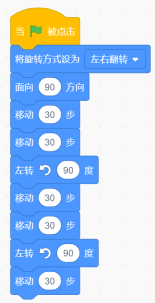 当 被点击
将旋转方式设为 左右翻转
面向 90 方向
移动 30 步
移动 30 步
左转 90 度
移动 30 步
移动 30 步
左转 90 度
移动 30 步